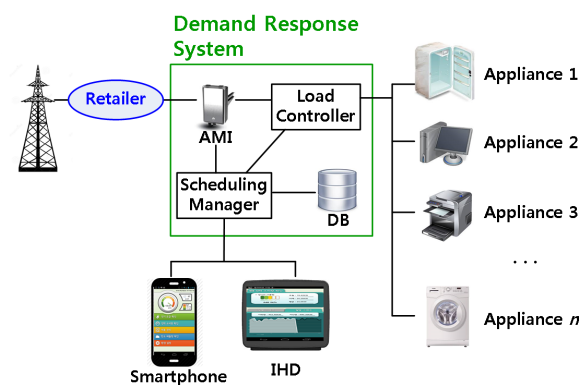 Demand Response
System
Retailer
AMI
Load
Controller
Scheduling
Manager
DB
Smartphone
IHD
Appliance 1
Appliance 2
Appliance 3
. . .
Appliance n